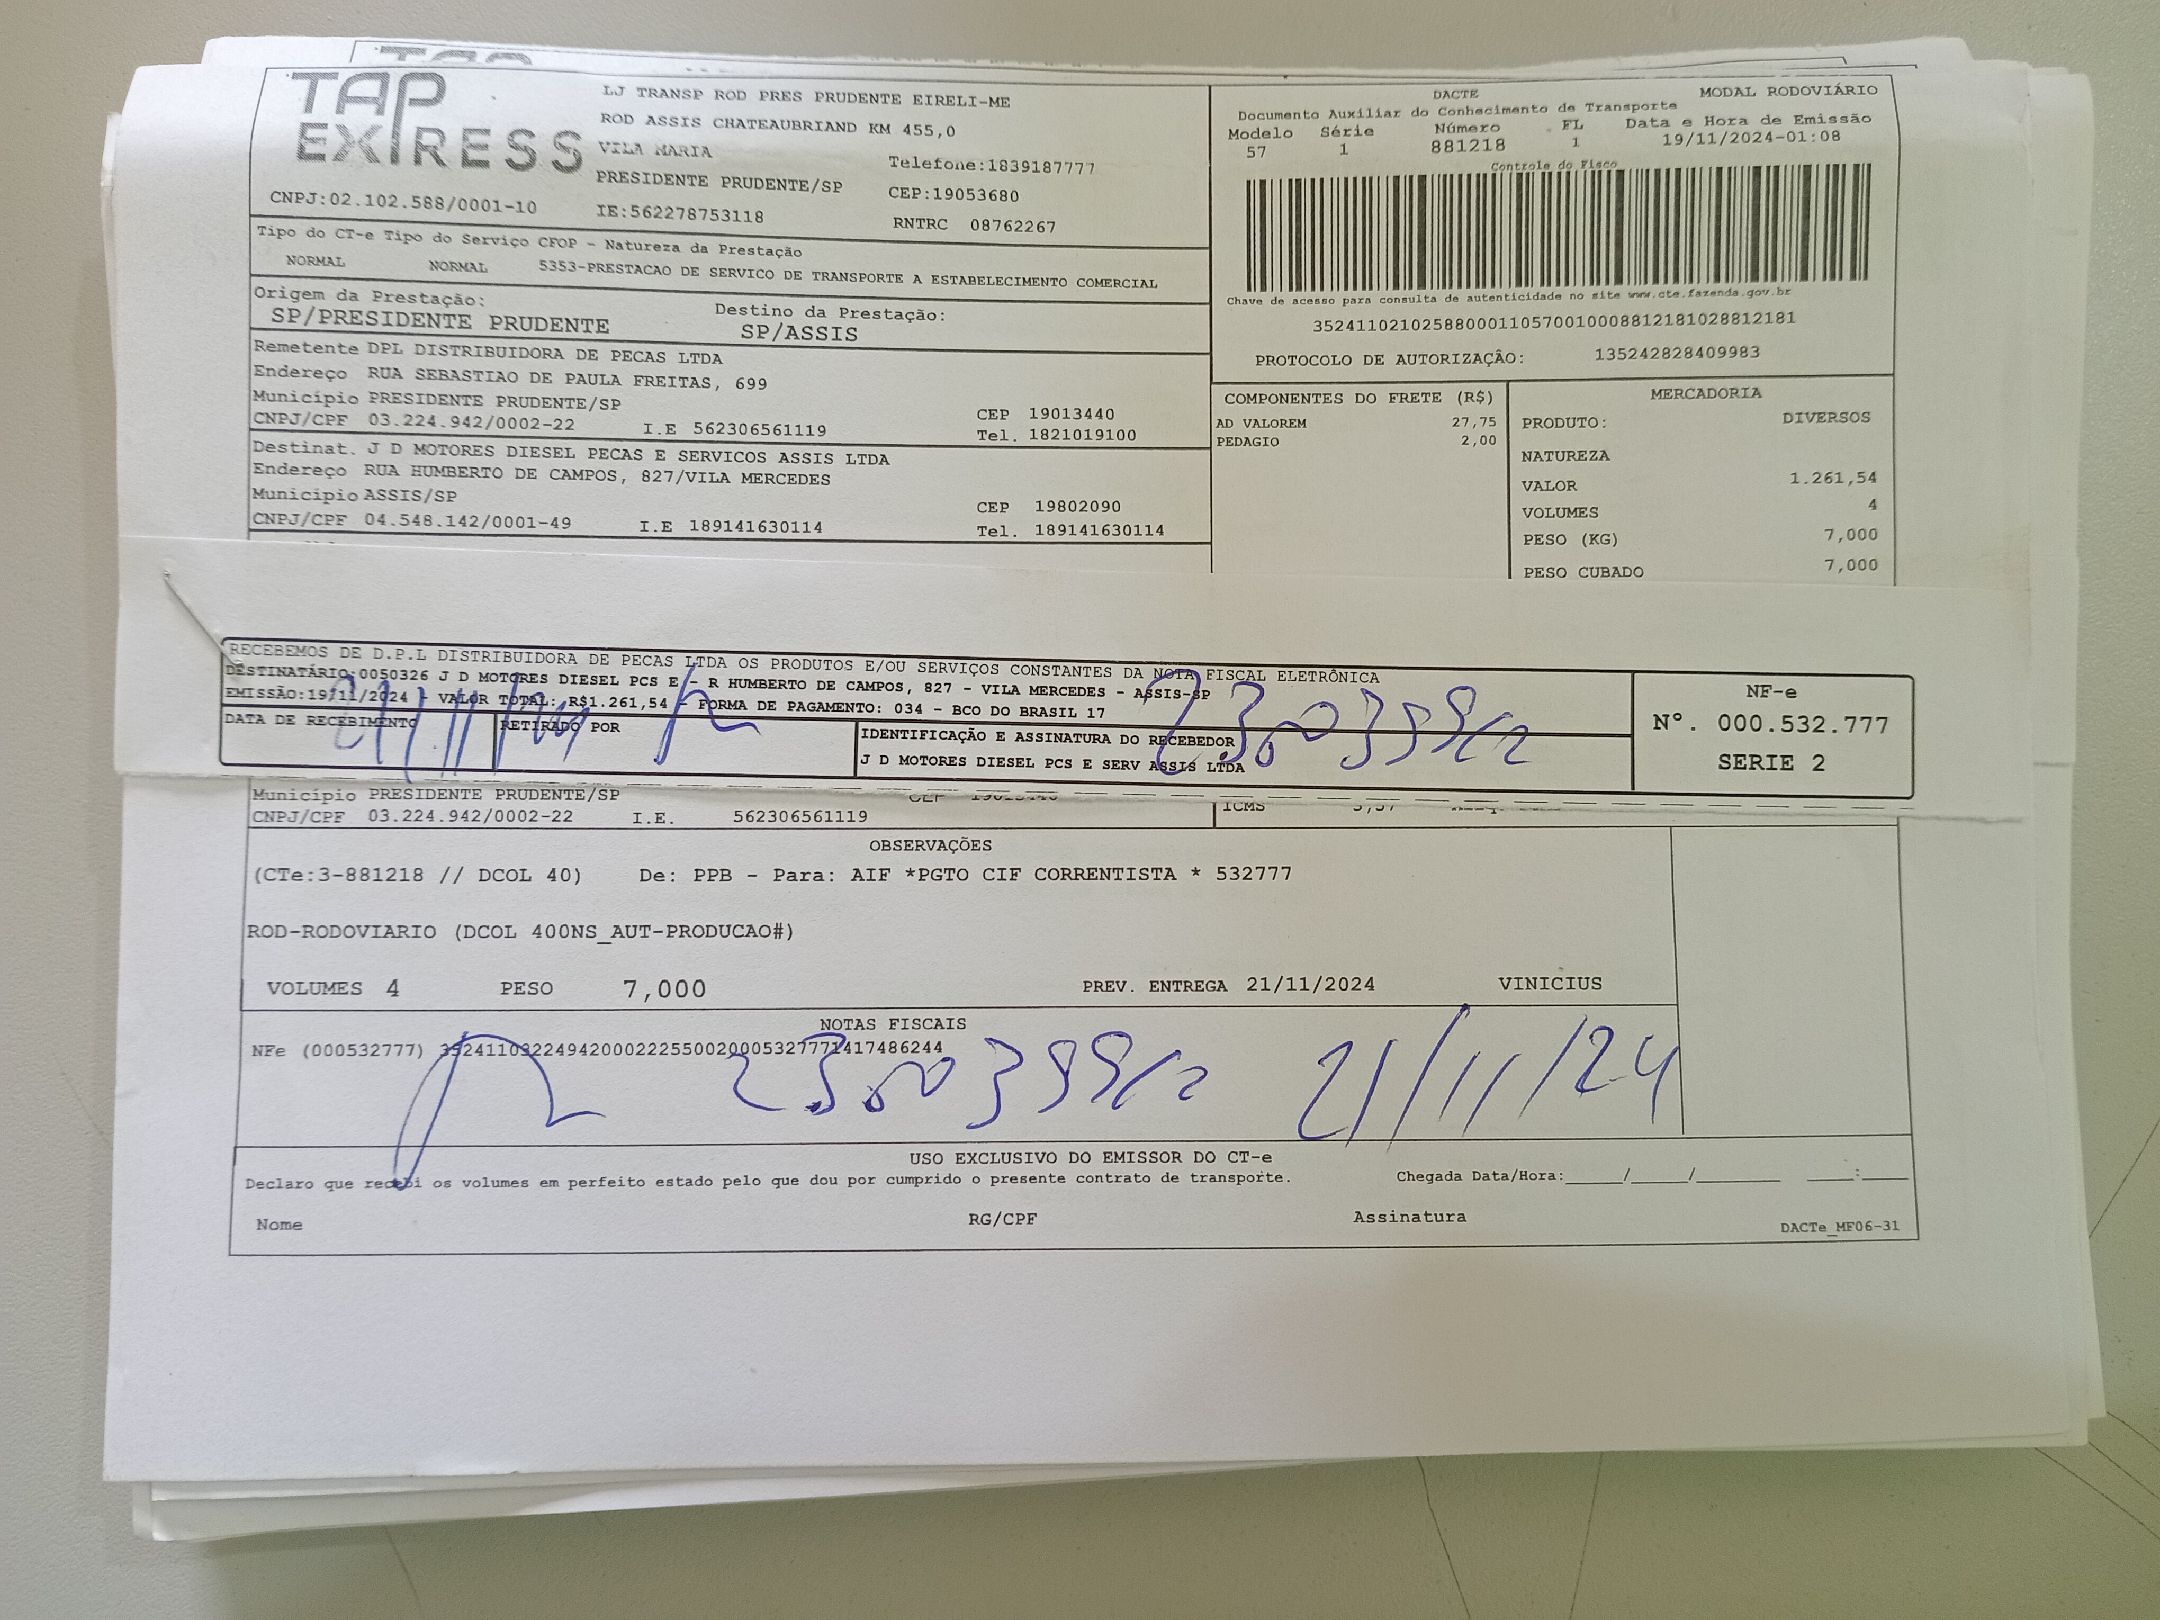 TAP EXPRESS
LJ TRANSP ROD PRES PRUDENTE EIRELI-ME
ROD ASSIS CHATEAUBRIAND KM 455,0
VILA MARIA
Telefone:1839187777
PRESIDENTE PRUDENTE/SP
CEP:19053680
CNPJ:02.102.588/0001-10
IE:562278753118
RNTRC 08762267
DACTE
MODAL RODOVIÁRIO
Documento Auxiliar do Conhecimento de Transporte
Modelo Série Número FL Data e Hora de Emissão
57 1 881218 1 19/11/2024-01:08
Controle do Fisco
Chave de acesso para consulta de autenticidade no site www.cte.fazenda.gov.br
35241102102588000110570010008812181028812181
PROTOCOLO DE AUTORIZAÇÃO: 135242828409983
Tipo do CT-e Tipo do Serviço CFOP - Natureza da Prestação
NORMAL NORMAL 5353-PRESTACAO DE SERVICO DE TRANSPORTE A ESTABELECIMENTO COMERCIAL
Origem da Prestação:
SP/PRESIDENTE PRUDENTE
Destino da Prestação:
SP/ASSIS
Remetente DPL DISTRIBUIDORA DE PECAS LTDA
Endereço RUA SEBASTIAO DE PAULA FREITAS, 699
Município PRESIDENTE PRUDENTE/SP
CEP 19013440
CNPJ/CPF 03.224.942/0002-22 I.E 562306561119 Tel. 1821019100
Destinat. J D MOTORES DIESEL PECAS E SERVICOS ASSIS LTDA
Endereço RUA HUMBERTO DE CAMPOS, 827/VILA MERCEDES
Município ASSIS/SP
CEP 19802090
CNPJ/CPF 04.548.142/0001-49 I.E 189141630114 Tel. 189141630114
COMPONENTES DO FRETE (R$)
AD VALOREM 27,75
PEDAGIO 2,00
MERCADORIA
PRODUTO: DIVERSOS
NATUREZA
VALOR 1.261,54
VOLUMES 4
PESO (KG) 7,000
PESO CUBADO 7,000
RECEBEMOS DE D.P.L DISTRIBUIDORA DE PECAS LTDA OS PRODUTOS E/OU SERVIÇOS CONSTANTES DA NOTA FISCAL ELETRÔNICA
DESTINATÁRIO:0050326 J D MOTORES DIESEL PCS E - R HUMBERTO DE CAMPOS, 827 - VILA MERCEDES - ASSIS-SP
EMISSÃO:19/11/2024 - VALOR TOTAL: R$1.261,54 - FORMA DE PAGAMENTO: 034 - BCO DO BRASIL 17
DATA DE RECEBIMENTO
RETIRADO POR
IDENTIFICAÇÃO E ASSINATURA DO RECEBEDOR
J D MOTORES DIESEL PCS E SERV ASSIS LTDA
21/11/24
NF-e
Nº. 000.532.777
SERIE 2
Município PRESIDENTE PRUDENTE/SP
CNPJ/CPF 03.224.942/0002-22 I.E. 562306561119
ICMS
OBSERVAÇÕES
(CTe:3-881218 // DCOL 40) De: PPB - Para: AIF *PGTO CIF CORRENTISTA * 532777
ROD-RODOVIARIO (DCOL 400NS_AUT-PRODUCAO#)
VOLUMES 4 PESO 7,000 PREV. ENTREGA 21/11/2024 VINICIUS
NOTAS FISCAIS
NFe (000532777) 35241103224942000222550020005327771417486244
21/11/24
USO EXCLUSIVO DO EMISSOR DO CT-e
Declaro que recebi os volumes em perfeito estado pelo que dou por cumprido o presente contrato de transporte.
Chegada Data/Hora:_____/_____/_______ ____:____
Nome RG/CPF Assinatura
DACTe_MF06-31